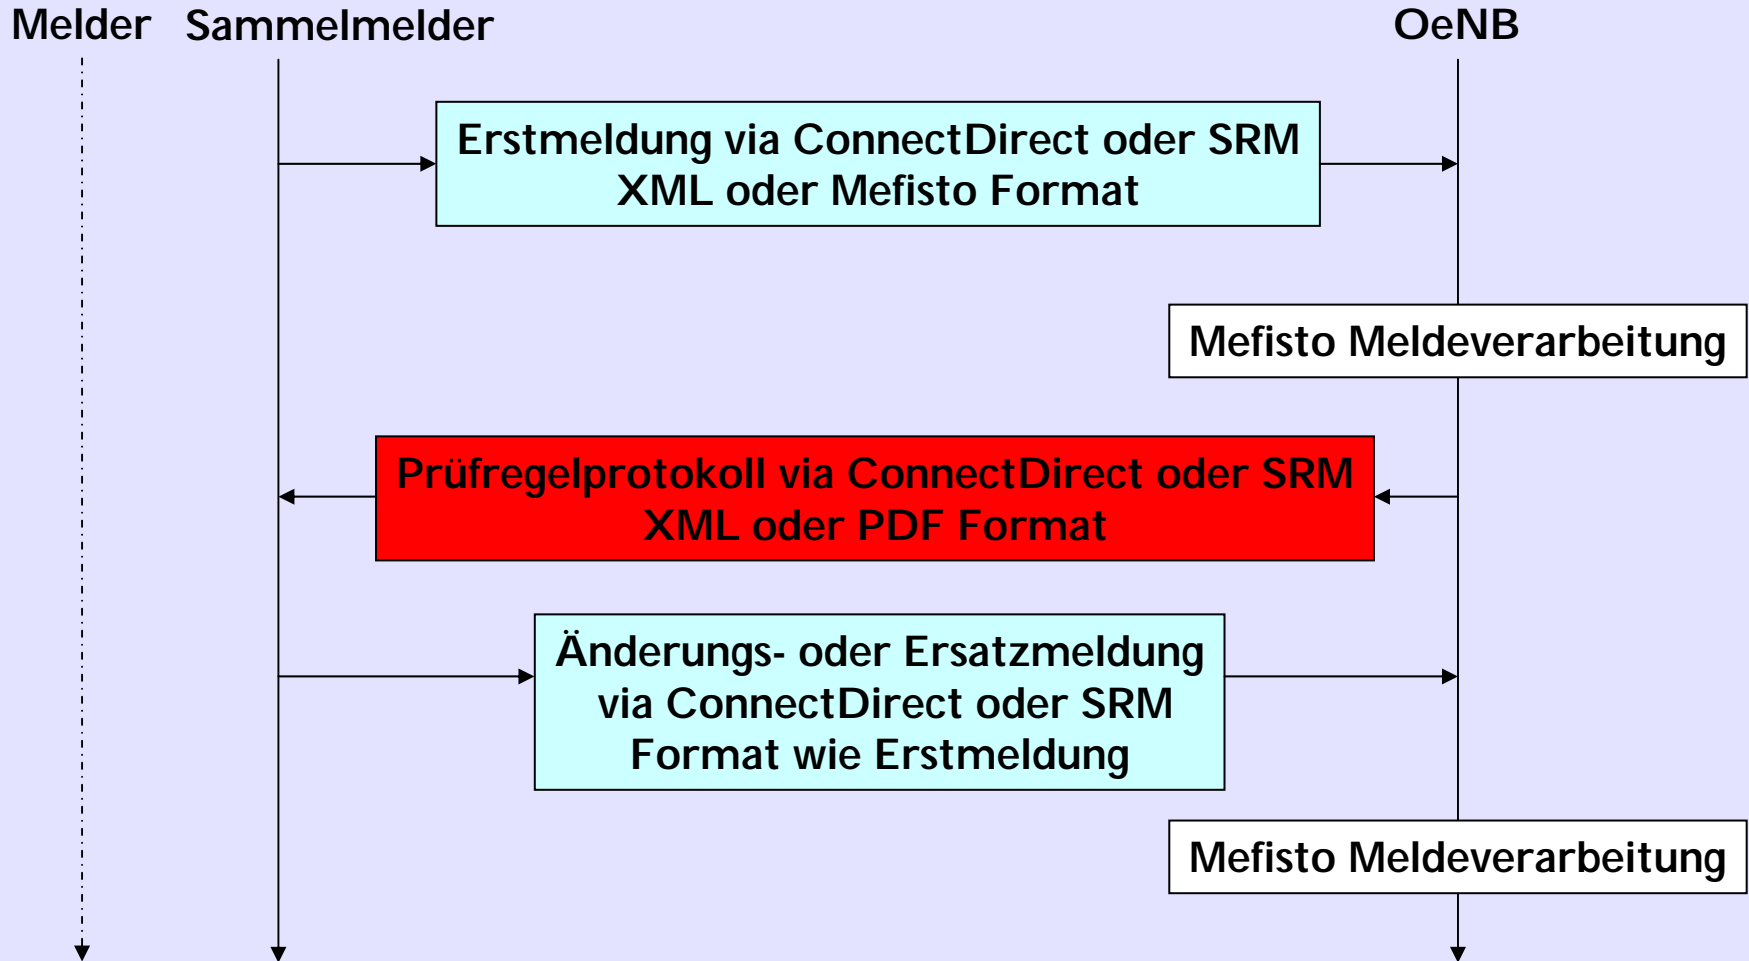 Melder
Sammelmelder
OeNB
Erstmeldung via ConnectDirect oder SRM
XML oder Mefisto Format
Mefisto Meldeverarbeitung
Prüfregelprotokoll via ConnectDirect oder SRM
XML oder PDF Format
Änderungs- oder Ersatzmeldung
via ConnectDirect oder SRM
Format wie Erstmeldung
Mefisto Meldeverarbeitung